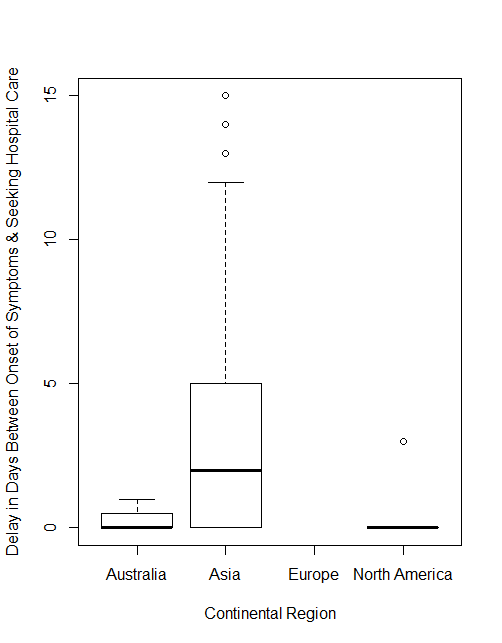 Delay in Days Between Onset of Symptoms & Seeking Hospital Care
15
10
5
0
Australia Asia Europe North America
Continental Region